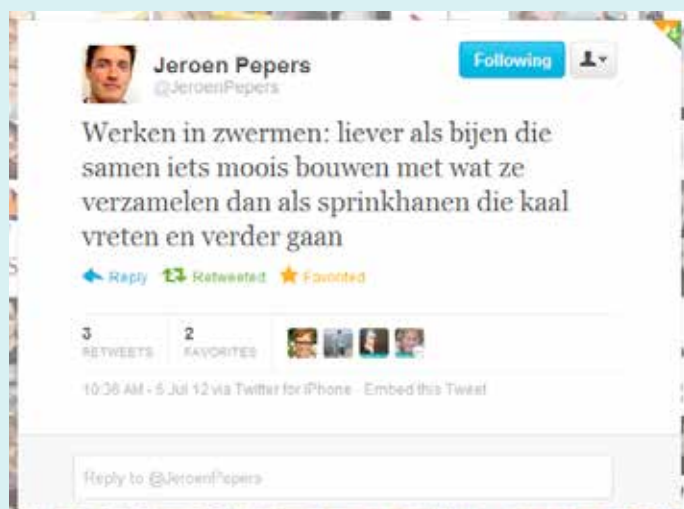 Jeroen Pepers
Following
@JeroenPepers
Werken in zwermen: liever als bijen die
samen iets moois bouwen met wat ze
verzamelen dan als sprinkhanen die kaal
vreten en verder gaan
Reply Retweeted Favorited
3 2
RETWEETS FAVORITES
10:36 AM - 5 Jul 12 via Twitter for iPhone · Embed this Tweet
Reply to @JeroenPepers